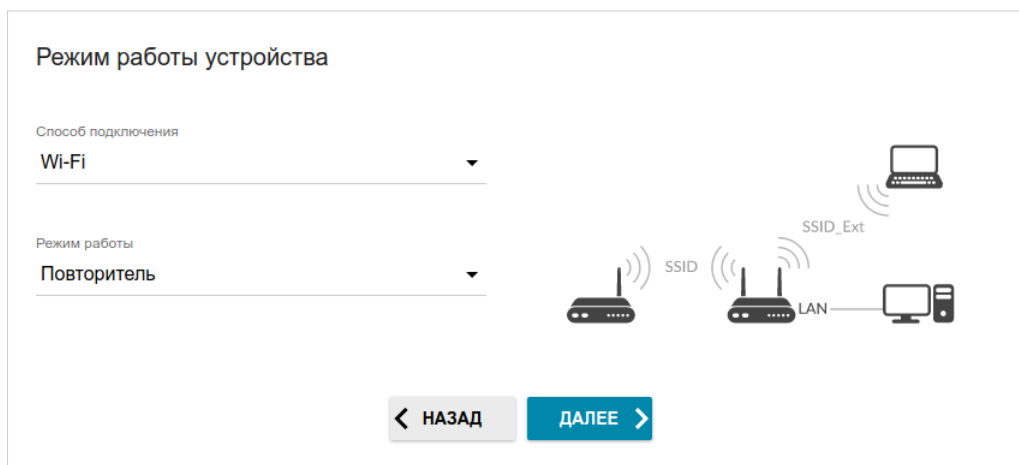 Режим работы устройства
Способ подключения
Wi-Fi
Режим работы
Повторитель
SSID
SSID_Ext
LAN
НАЗАД
ДАЛЕЕ